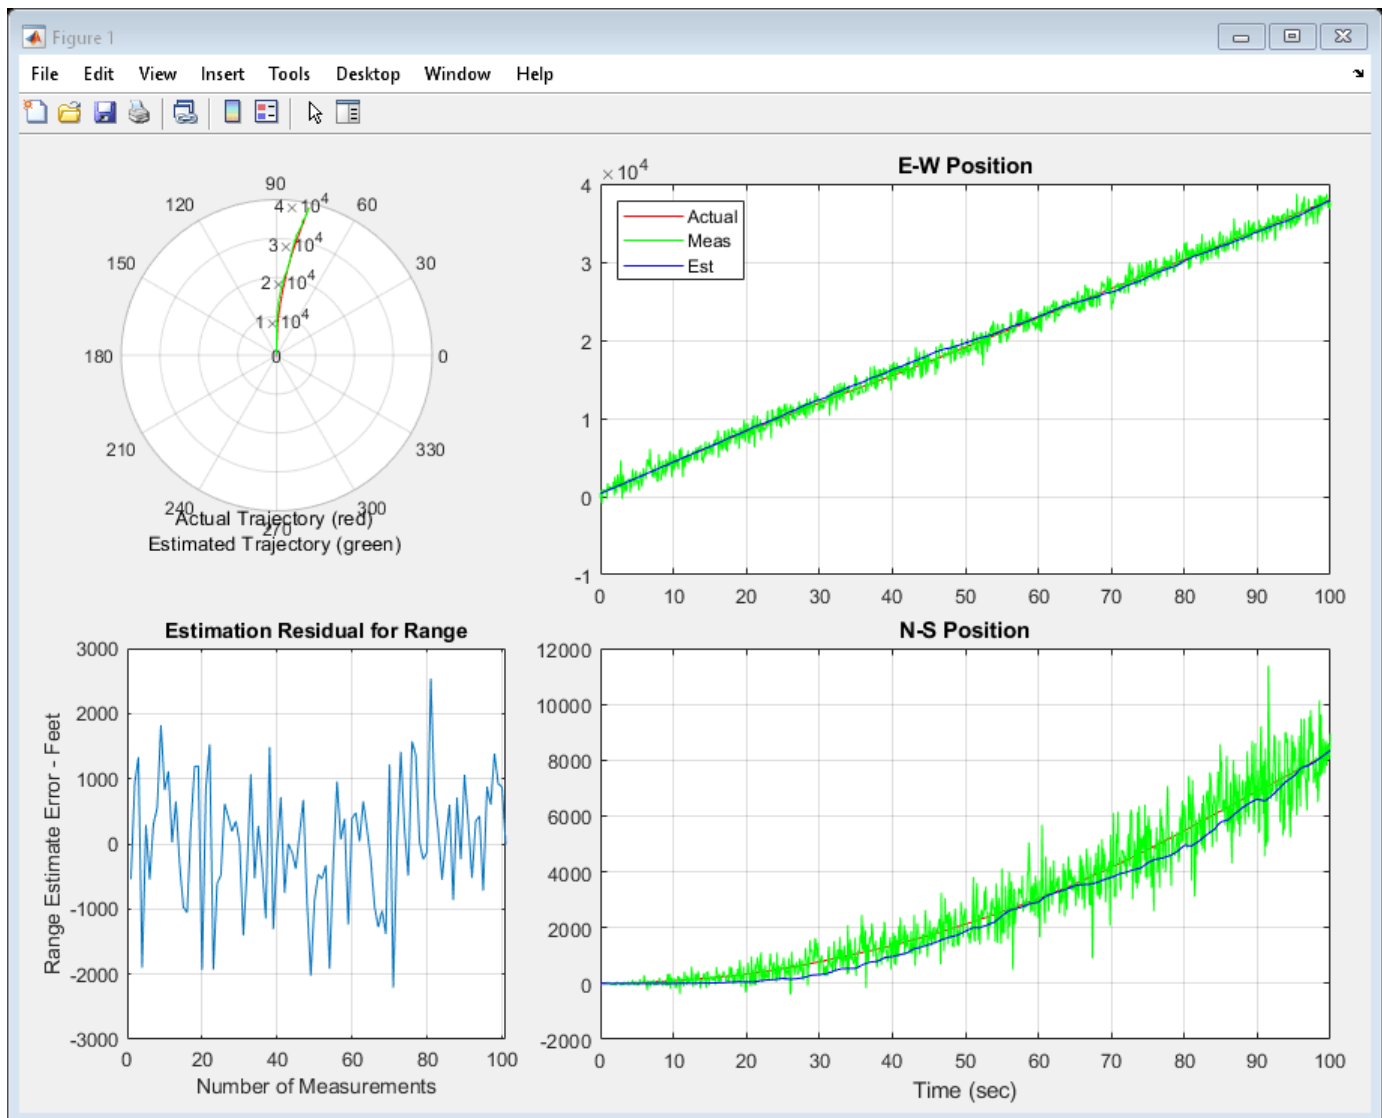 Figure 1
File Edit View Insert Tools Desktop Window Help
90
120
60
4×10⁴
3×10⁴
150
30
2×10⁴
1×10⁴
180
0
0
210
330
240
300
270
Actual Trajectory (red)
Estimated Trajectory (green)
E-W Position
×10⁴
4
3
2
1
0
-1
Actual
Meas
Est
0 10 20 30 40 50 60 70 80 90 100
Estimation Residual for Range
Range Estimate Error - Feet
3000
2000
1000
0
-1000
-2000
-3000
0 20 40 60 80 100
Number of Measurements
N-S Position
12000
10000
8000
6000
4000
2000
0
-2000
0 10 20 30 40 50 60 70 80 90 100
Time (sec)